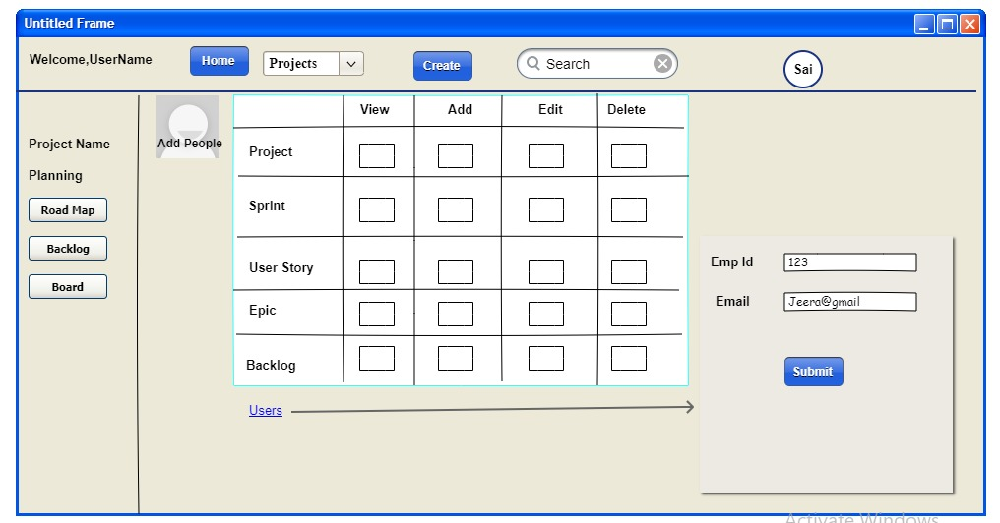 Untitled Frame
Welcome,UserName
Home
Projects
Create
Search
Sai
Project Name
Planning
Road Map
Backlog
Board
Add People
View Add Edit Delete
Project
Sprint
User Story
Epic
Backlog
Users
Emp Id 123
Email Jeera@gmail
Submit
Activate Windows